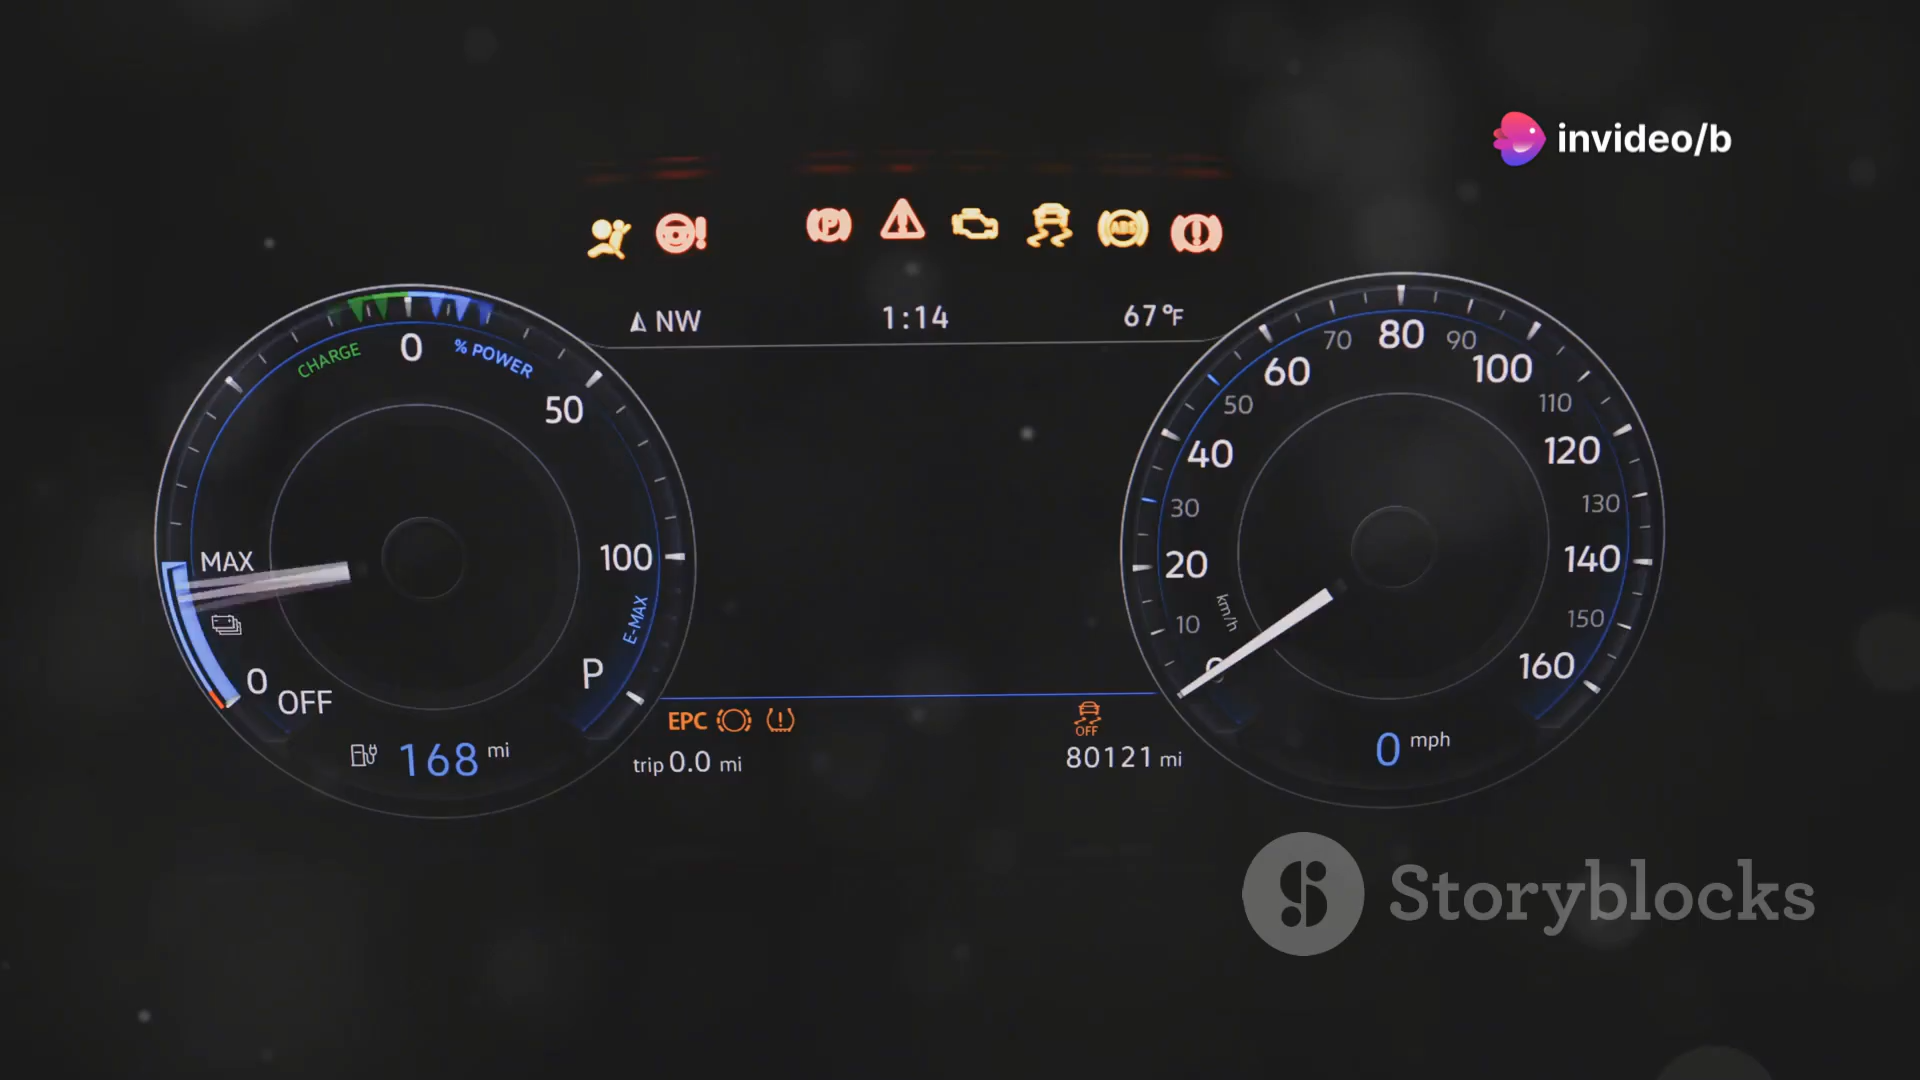 invideo/b
P
ABS
NW
1:14
67°F
CHARGE
0
% POWER
50
100
E-MAX
P
MAX
0
OFF
168 mi
60
70
80
90
100
50
110
40
120
30
130
20
140
10
150
0
160
km/h
0 mph
EPC
OFF
trip 0.0 mi
80121 mi
Storyblocks